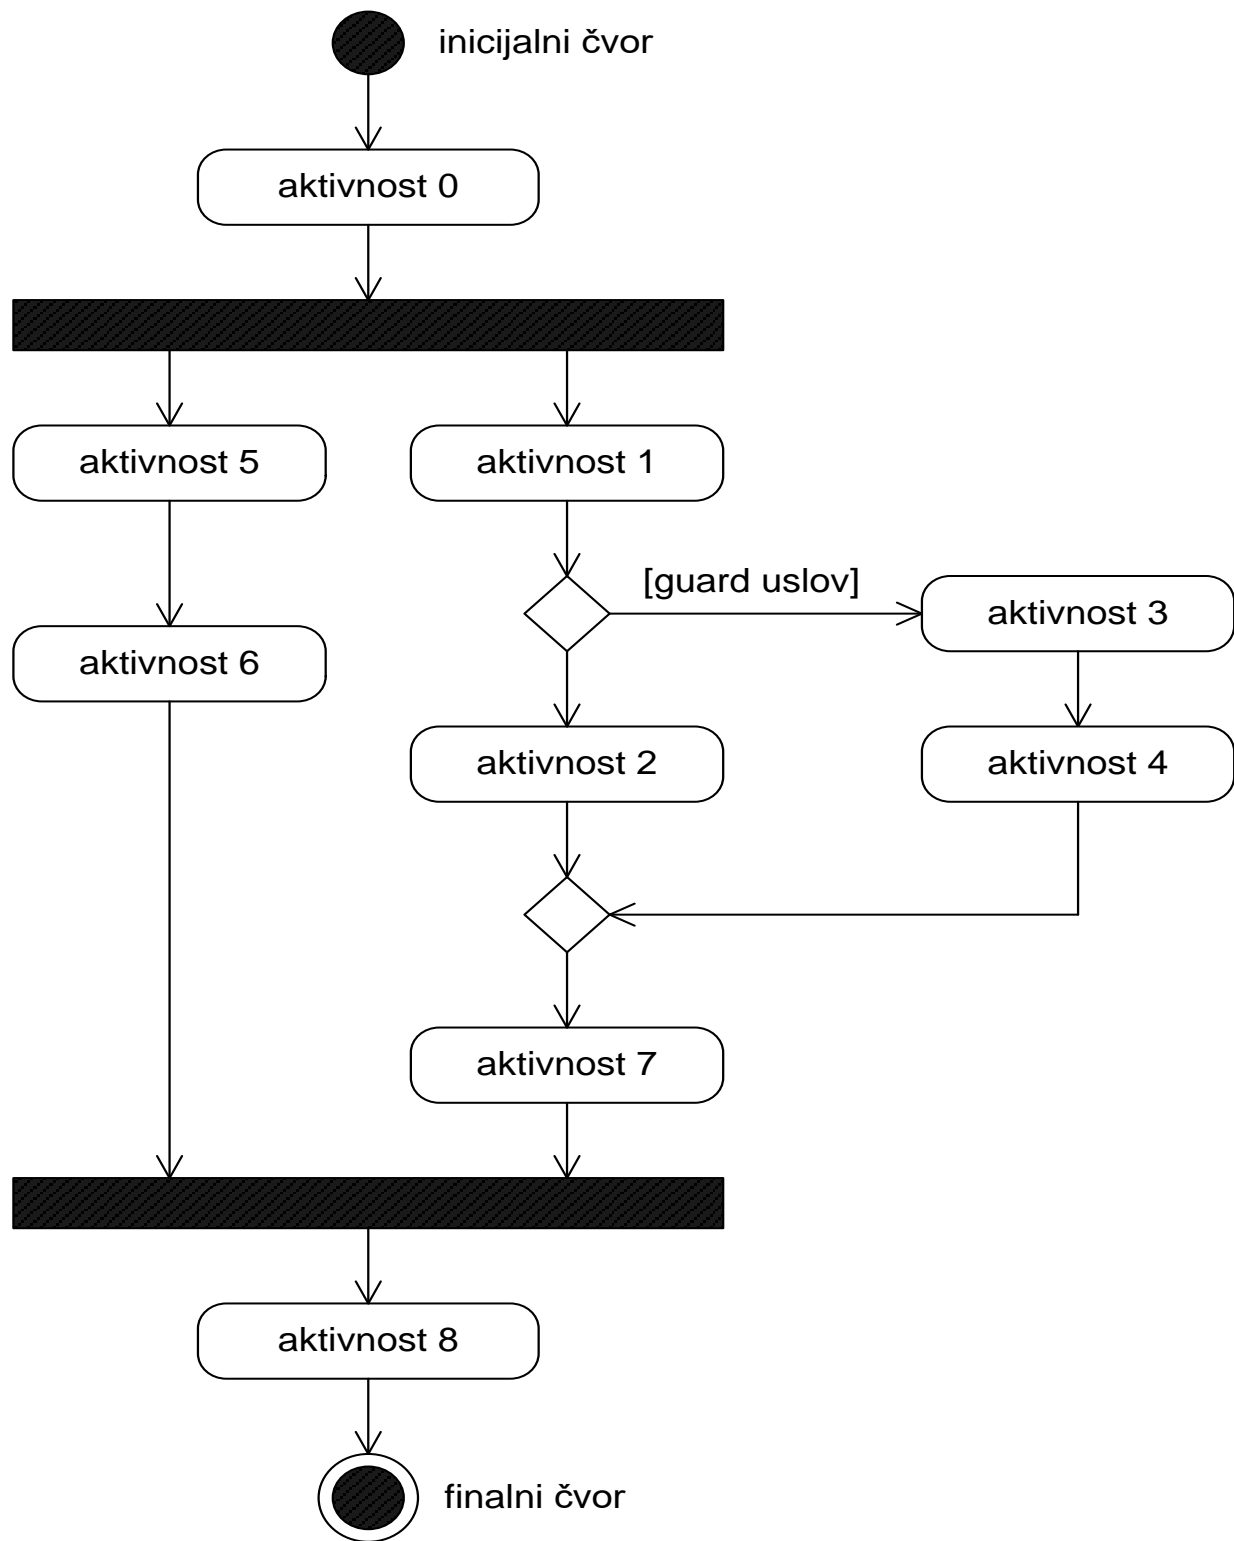 inicijalni čvor
aktivnost 0
aktivnost 5
aktivnost 1
[guard uslov]
aktivnost 3
aktivnost 6
aktivnost 2
aktivnost 4
aktivnost 7
aktivnost 8
finalni čvor